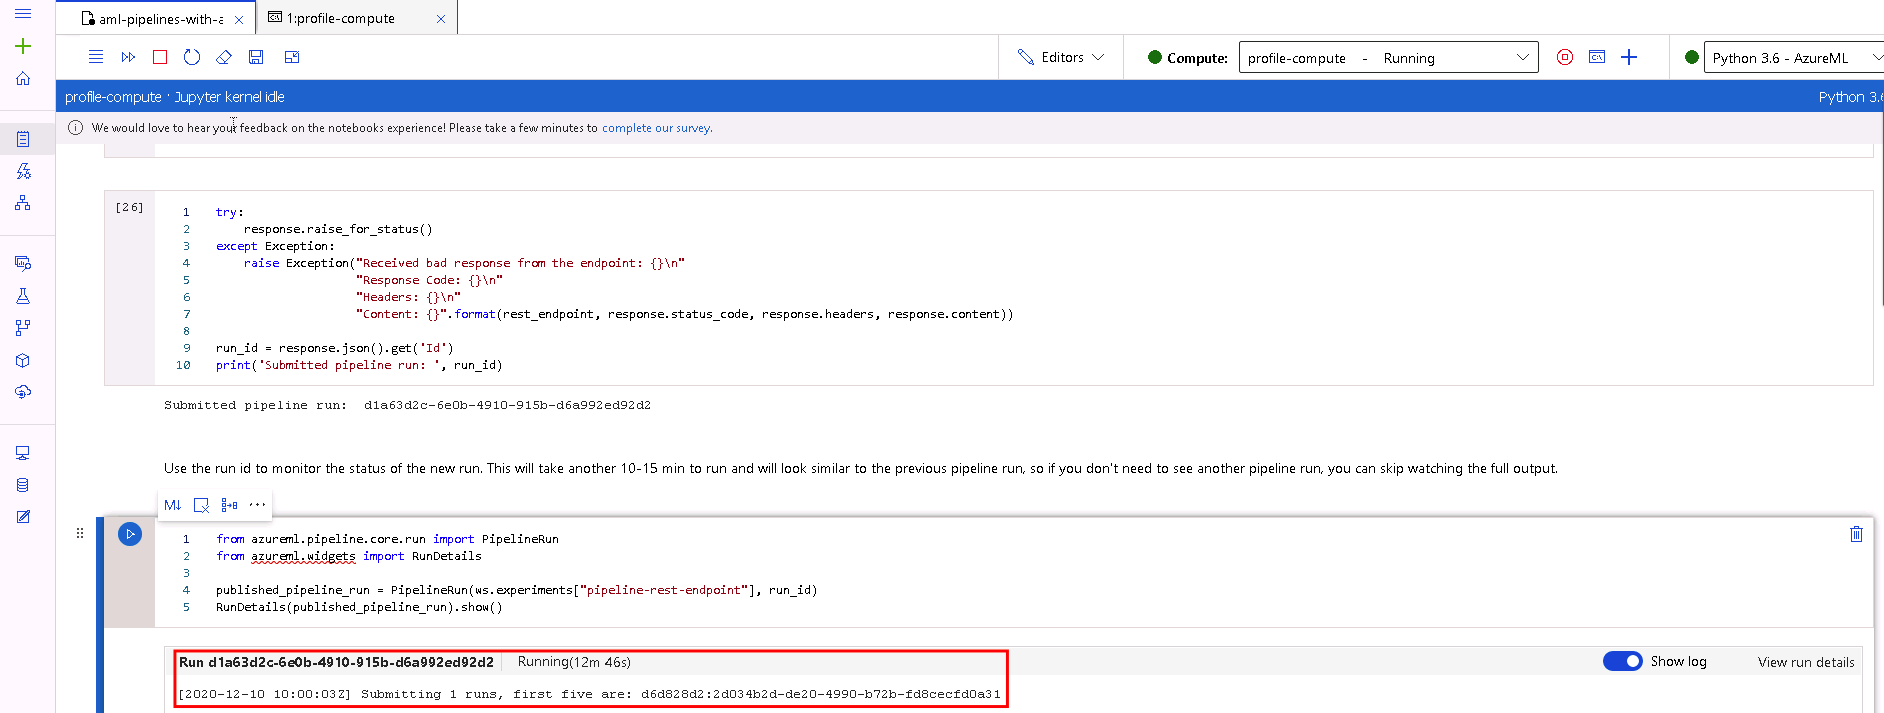 aml-pipelines-with-a
1:profile-compute
Editors
Compute:
profile-compute - Running
Python 3.6 - AzureML
profile-compute · Jupyter kernel idle
Python 3.6
We would love to hear your feedback on the notebooks experience! Please take a few minutes to complete our survey.
[26]
1 try:
2 response.raise_for_status()
3 except Exception:
4 raise Exception("Received bad response from the endpoint: {}\n"
5 "Response Code: {}\n"
6 "Headers: {}\n"
7 "Content: {}".format(rest_endpoint, response.status_code, response.headers, response.content))
8
9 run_id = response.json().get('Id')
10 print('Submitted pipeline run: ', run_id)
Submitted pipeline run: d1a63d2c-6e0b-4910-915b-d6a992ed92d2
Use the run id to monitor the status of the new run. This will take another 10-15 min to run and will look similar to the previous pipeline run, so if you don't need to see another pipeline run, you can skip watching the full output.
M↓
1 from azureml.pipeline.core.run import PipelineRun
2 from azureml.widgets import RunDetails
3
4 published_pipeline_run = PipelineRun(ws.experiments["pipeline-rest-endpoint"], run_id)
5 RunDetails(published_pipeline_run).show()
Run d1a63d2c-6e0b-4910-915b-d6a992ed92d2
Running(12m 46s)
Show log
View run details
[2020-12-10 10:00:03Z] Submitting 1 runs, first five are: d6d828d2:2d034b2d-de20-4990-b72b-fd8cecfd0a31